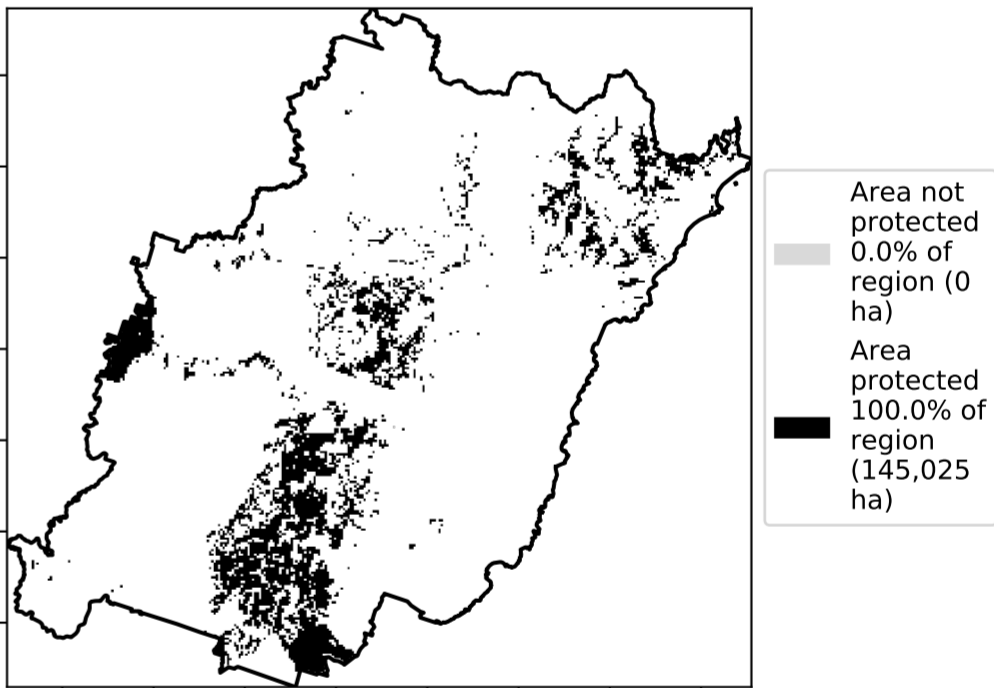 Area not
protected
0.0% of
region (0
ha)
Area
protected
100.0% of
region
(145,025
ha)